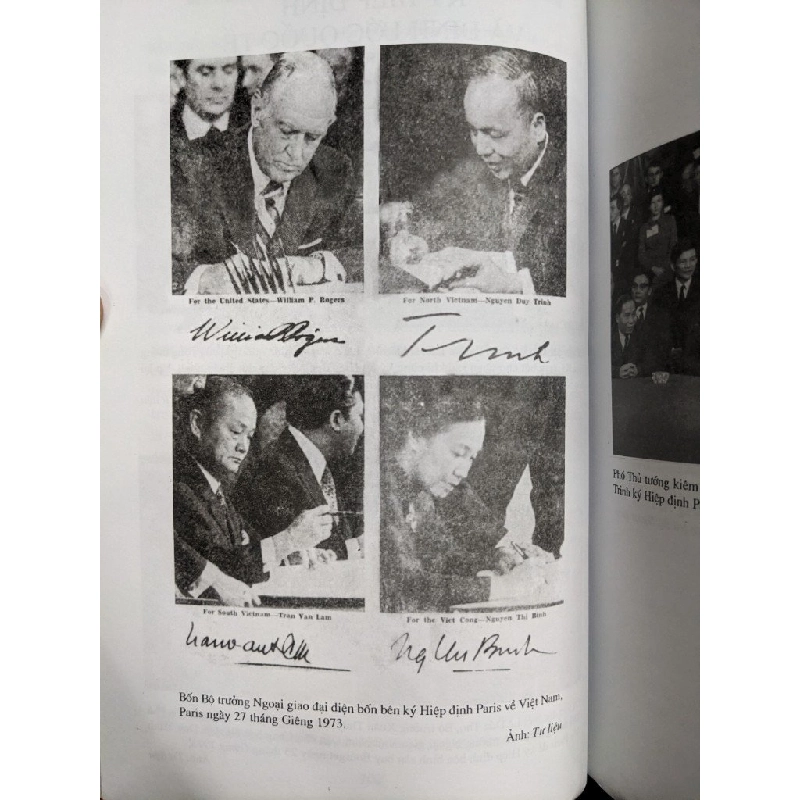 For the United States—William P. Rogers
For North Vietnam—Nguyen Duy Trinh
William P Rogers
Trinh
For South Vietnam—Tran Van Lam
For the Viet Cong—Nguyen Thi Binh
Bốn Bộ trưởng Ngoại giao đại diện bốn bên ký Hiệp định Paris về Việt Nam,
Paris ngày 27 tháng Giêng 1973.
Ảnh: Tư liệu
Phó Thủ tướng kiêm
Trinh ký Hiệp định P